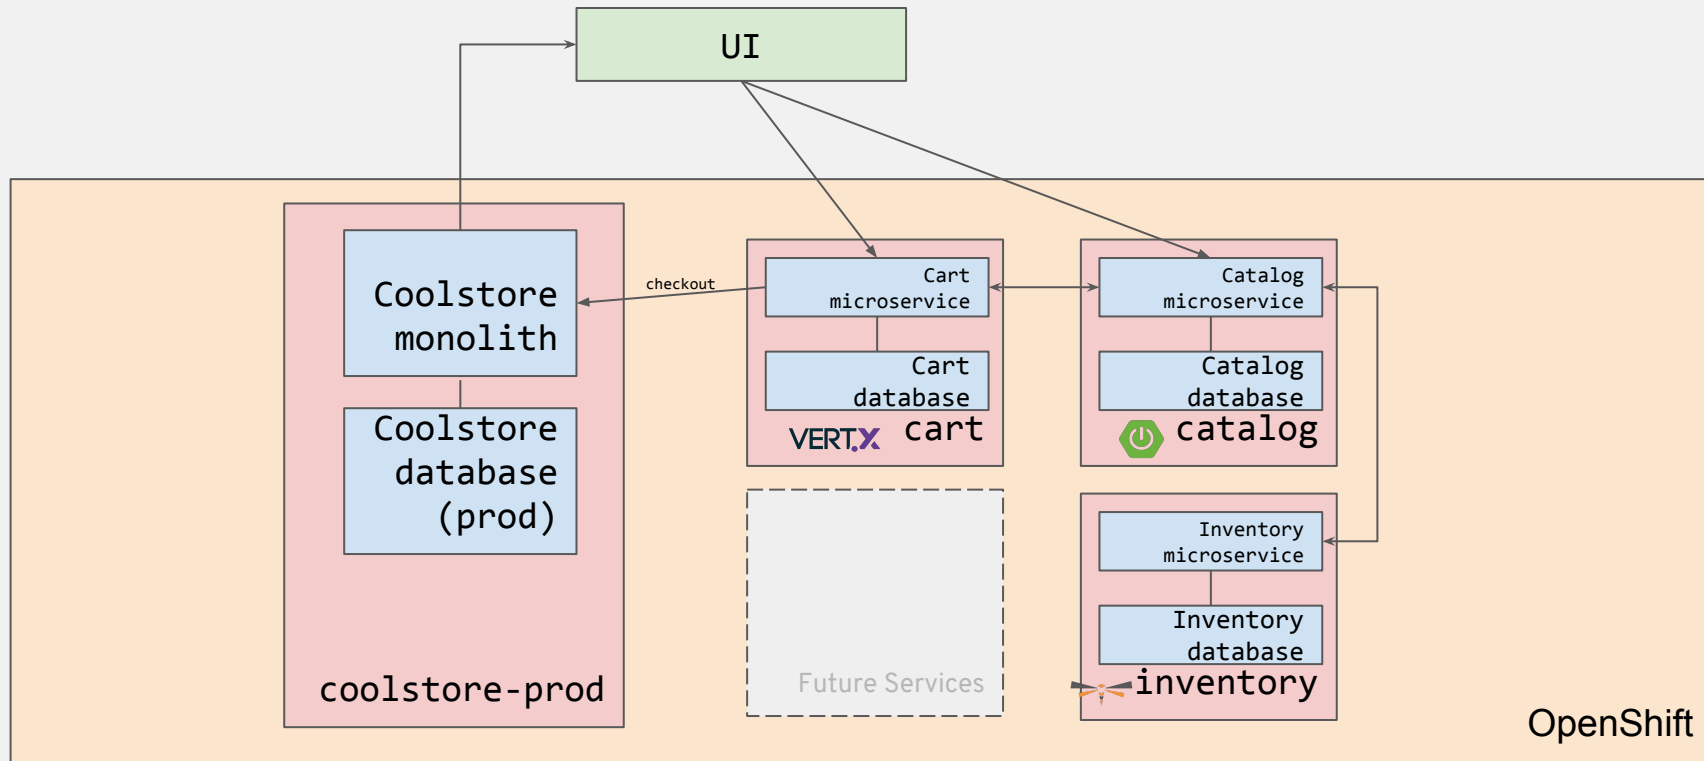 UI
Coolstore
monolith
Coolstore
database
(prod)
coolstore-prod
checkout
Cart
microservice
Cart
database
VERT.X
cart
Catalog
microservice
Catalog
database
catalog
Future Services
Inventory
microservice
Inventory
database
inventory
OpenShift